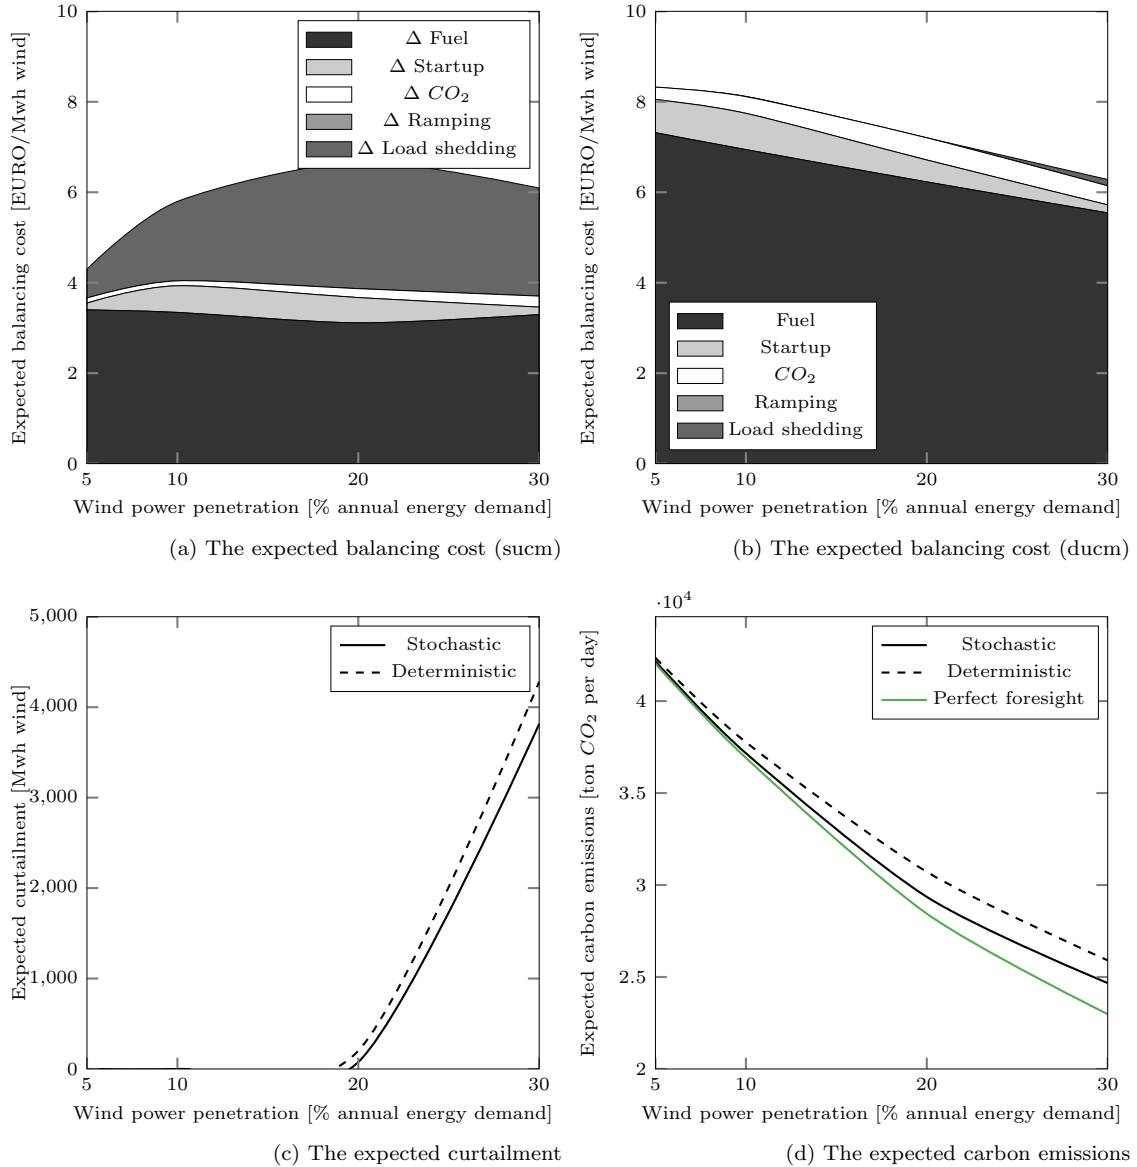 10
8
6
4
2
0
Expected balancing cost [EURO/Mwh wind]
Δ Fuel
Δ Startup
Δ CO2
Δ Ramping
Δ Load shedding
5 10 20 30
Wind power penetration [% annual energy demand]
(a) The expected balancing cost (sucm)
10
8
6
4
2
0
Expected balancing cost [EURO/Mwh wind]
Fuel
Startup
CO2
Ramping
Load shedding
5 10 20 30
Wind power penetration [% annual energy demand]
(b) The expected balancing cost (ducm)
5,000
4,000
3,000
2,000
1,000
0
Expected curtailment [Mwh wind]
Stochastic
Deterministic
5 10 20 30
Wind power penetration [% annual energy demand]
(c) The expected curtailment
·10^4
4
3.5
3
2.5
2
Expected carbon emissions [ton CO2 per day]
Stochastic
Deterministic
Perfect foresight
5 10 20 30
Wind power penetration [% annual energy demand]
(d) The expected carbon emissions